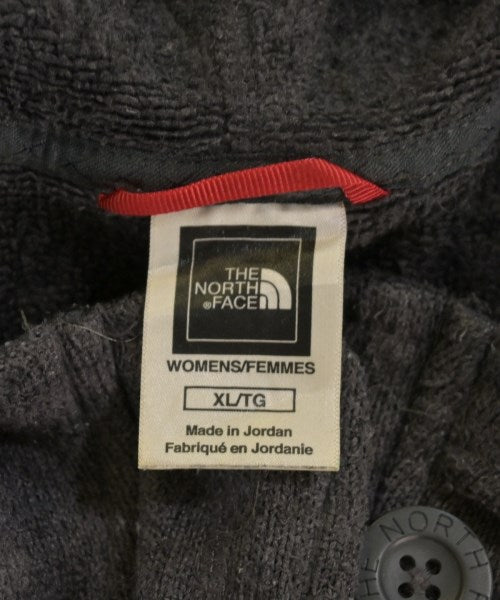 THE
NORTH
®FACE
WOMENS/FEMMES
XL/TG
Made in Jordan
Fabriqué en Jordanie
THE NORTH